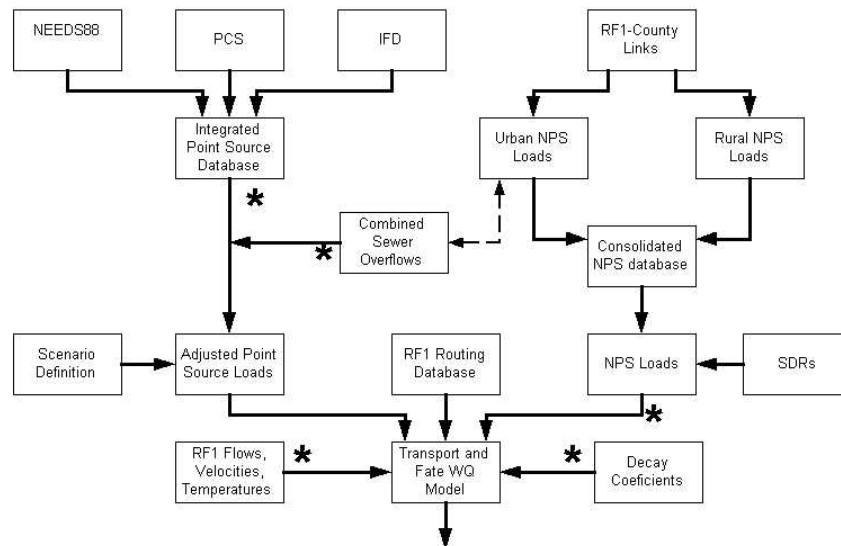 NEEDS88
PCS
IFD
RF1-County
Links
Integrated
Point Source
Database
Urban NPS
Loads
Rural NPS
Loads
*
Combined
Sewer
Overflows
*
Consolidated
NPS database
Scenario
Definition
Adjusted Point
Source Loads
RF1 Routing
Database
NPS Loads
SDRs
*
RF1 Flows,
Velocities,
Temperatures
*
Transport and
Fate WQ
Model
*
Decay
Coeficients